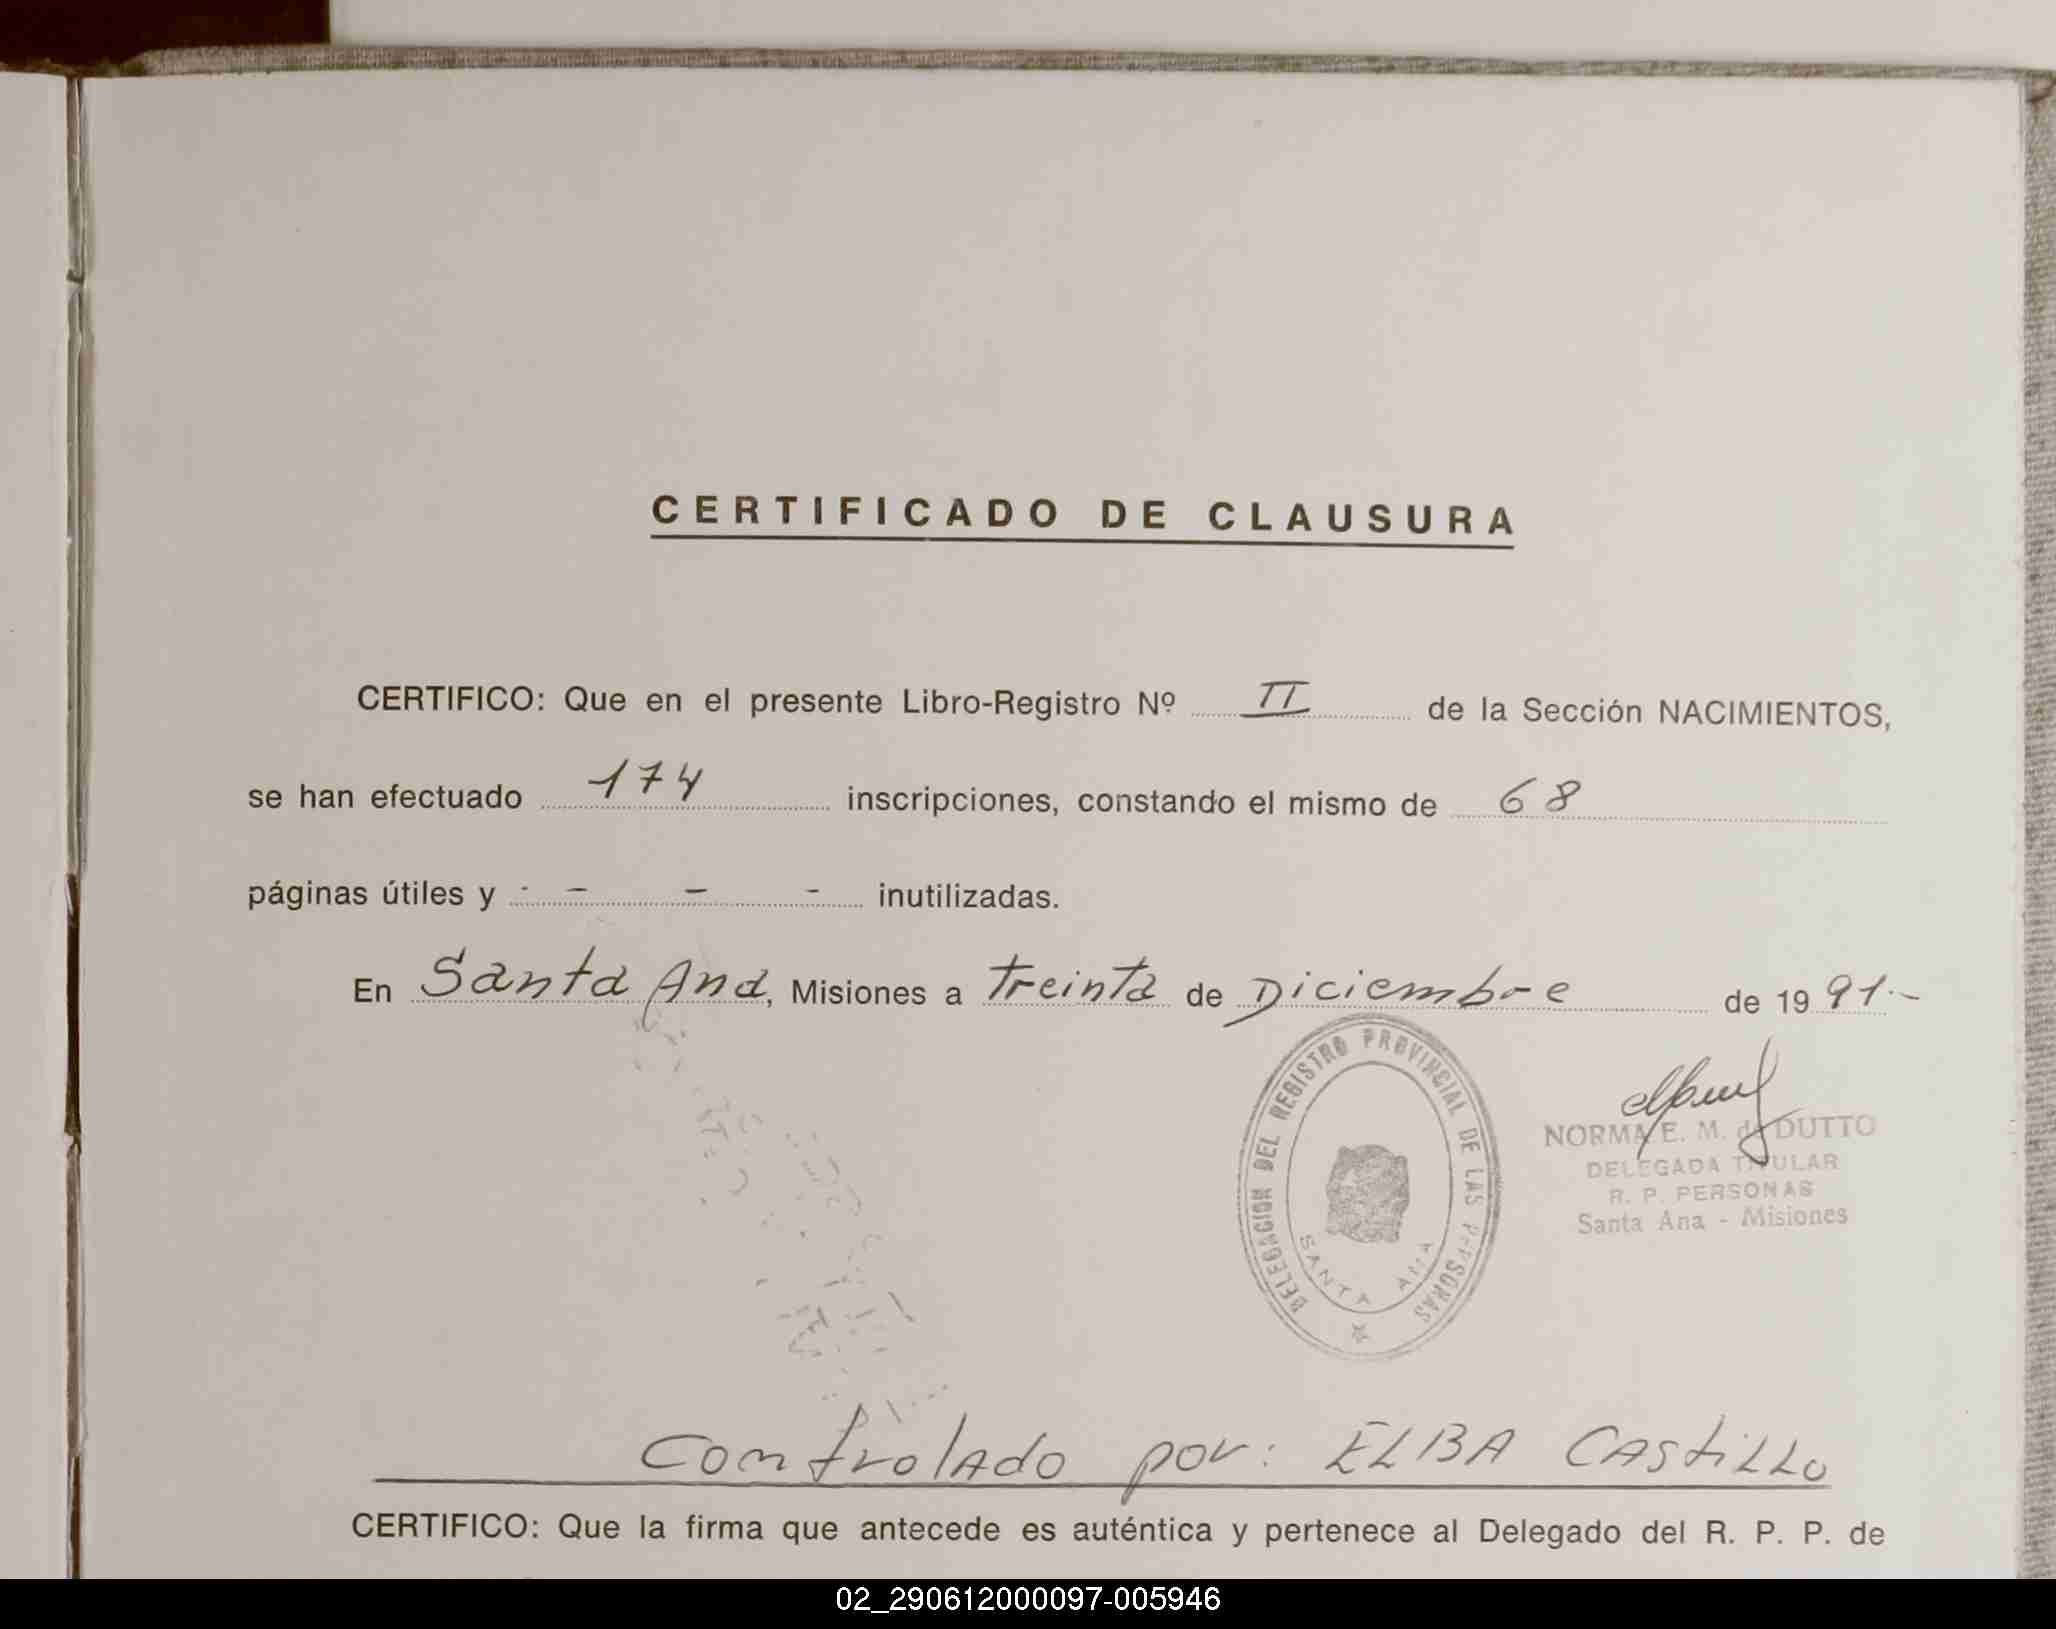 CERTIFICADO DE CLAUSURA
CERTIFICO: Que en el presente Libro-Registro Nº II de la Sección NACIMIENTOS,
se han efectuado 174 inscripciones, constando el mismo de 68
páginas útiles y - - - - inutilizadas.
En Santa Ana, Misiones a treinta de Diciembre de 1991.-
DELEGACION DEL REGISTRO PROVINCIAL DE LAS PERSONAS
SANTA ANA
NORMA E. M. de DUTTO
DELEGADA TITULAR
R. P. PERSONAS
Santa Ana - Misiones
Controlado por: ELBA CASTILLO
CERTIFICO: Que la firma que antecede es auténtica y pertenece al Delegado del R. P. P. de
02_290612000097-005946